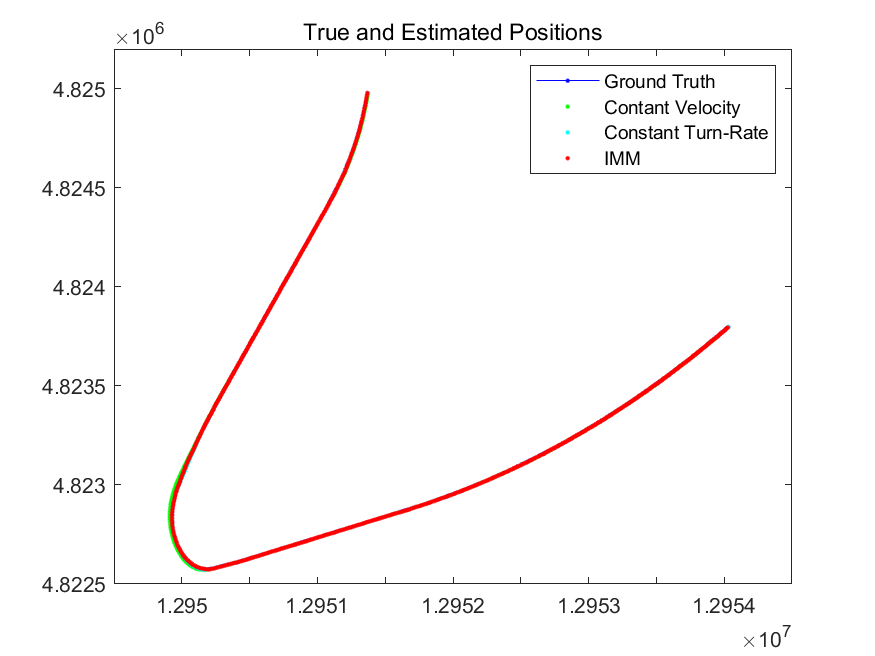 ×10^6
True and Estimated Positions
4.825
4.8245
4.824
4.8235
4.823
4.8225
Ground Truth
Contant Velocity
Constant Turn-Rate
IMM
1.295 1.2951 1.2952 1.2953 1.2954
×10^7